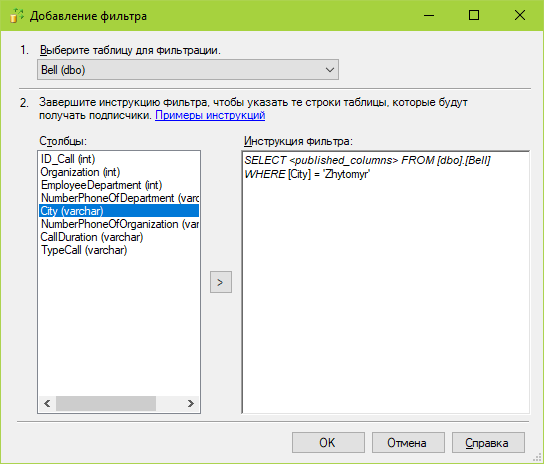 Добавление фильтра
1. Выберите таблицу для фильтрации.
Bell (dbo)
2. Завершите инструкцию фильтра, чтобы указать те строки таблицы, которые будут
получать подписчики. Примеры инструкций
Столбцы:
ID_Call (int)
Organization (int)
EmployeeDepartment (int)
NumberPhoneOfDepartment (varc
City (varchar)
NumberPhoneOfOrganization (var
CallDuration (varchar)
TypeCall (varchar)
>
Инструкция фильтра:
SELECT <published_columns> FROM [dbo].[Bell]
WHERE [City] = 'Zhytomyr'
OK
Отмена
Справка